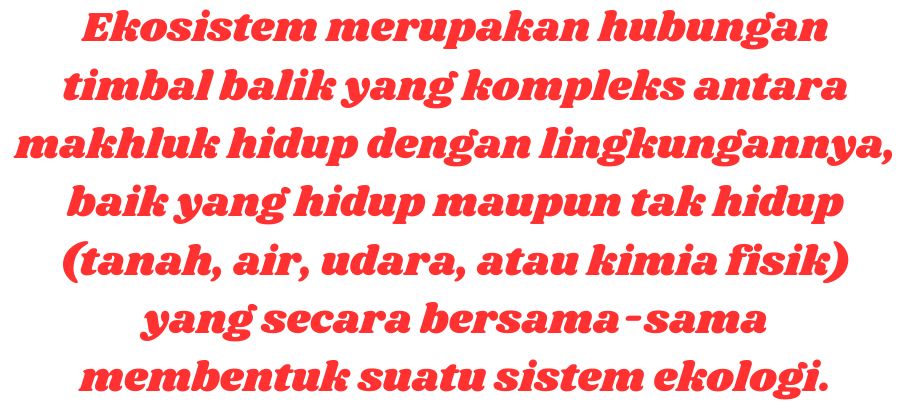 Ekosistem merupakan hubungan
timbal balik yang kompleks antara
makhluk hidup dengan lingkungannya,
baik yang hidup maupun tak hidup
(tanah, air, udara, atau kimia fisik)
yang secara bersama-sama
membentuk suatu sistem ekologi.